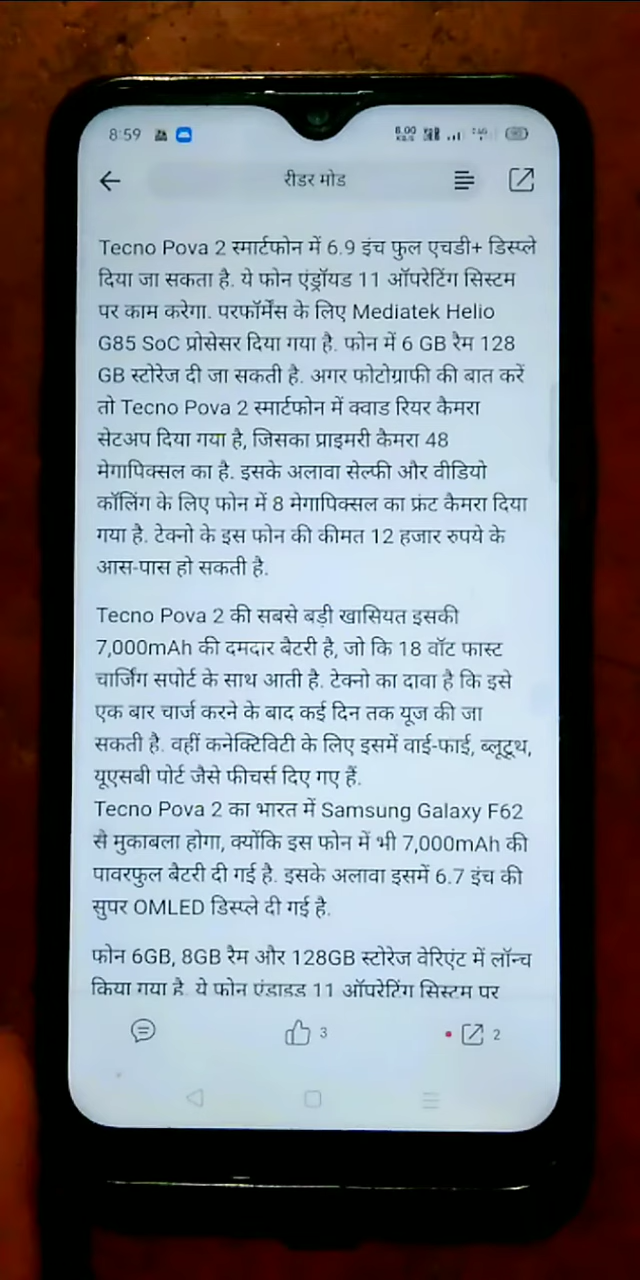 8:59
8.00
रीडर मोड
Tecno Pova 2 स्मार्टफोन में 6.9 इंच फुल एचडी+ डिस्प्ले
दिया जा सकता है. ये फोन एंड्रॉयड 11 ऑपरेटिंग सिस्टम
पर काम करेगा. परफॉर्मेंस के लिए Mediatek Helio
G85 SoC प्रोसेसर दिया गया है. फोन में 6 GB रैम 128
GB स्टोरेज दी जा सकती है. अगर फोटोग्राफी की बात करें
तो Tecno Pova 2 स्मार्टफोन में क्वाड रियर कैमरा
सेटअप दिया गया है, जिसका प्राइमरी कैमरा 48
मेगापिक्सल का है. इसके अलावा सेल्फी और वीडियो
कॉलिंग के लिए फोन में 8 मेगापिक्सल का फ्रंट कैमरा दिया
गया है. टेक्नो के इस फोन की कीमत 12 हजार रुपये के
आस-पास हो सकती है.
Tecno Pova 2 की सबसे बड़ी खासियत इसकी
7,000mAh की दमदार बैटरी है, जो कि 18 वॉट फास्ट
चार्जिंग सपोर्ट के साथ आती है. टेक्नो का दावा है कि इसे
एक बार चार्ज करने के बाद कई दिन तक यूज की जा
सकती है. वहीं कनेक्टिविटी के लिए इसमें वाई-फाई, ब्लूटूथ,
यूएसबी पोर्ट जैसे फीचर्स दिए गए हैं.
Tecno Pova 2 का भारत में Samsung Galaxy F62
से मुकाबला होगा, क्योंकि इस फोन में भी 7,000mAh की
पावरफुल बैटरी दी गई है. इसके अलावा इसमें 6.7 इंच की
सुपर OMLED डिस्प्ले दी गई है.
फोन 6GB, 8GB रैम और 128GB स्टोरेज वेरिएंट में लॉन्च
किया गया है. ये फोन एंड्राइड 11 ऑपरेटिंग सिस्टम पर
3
2